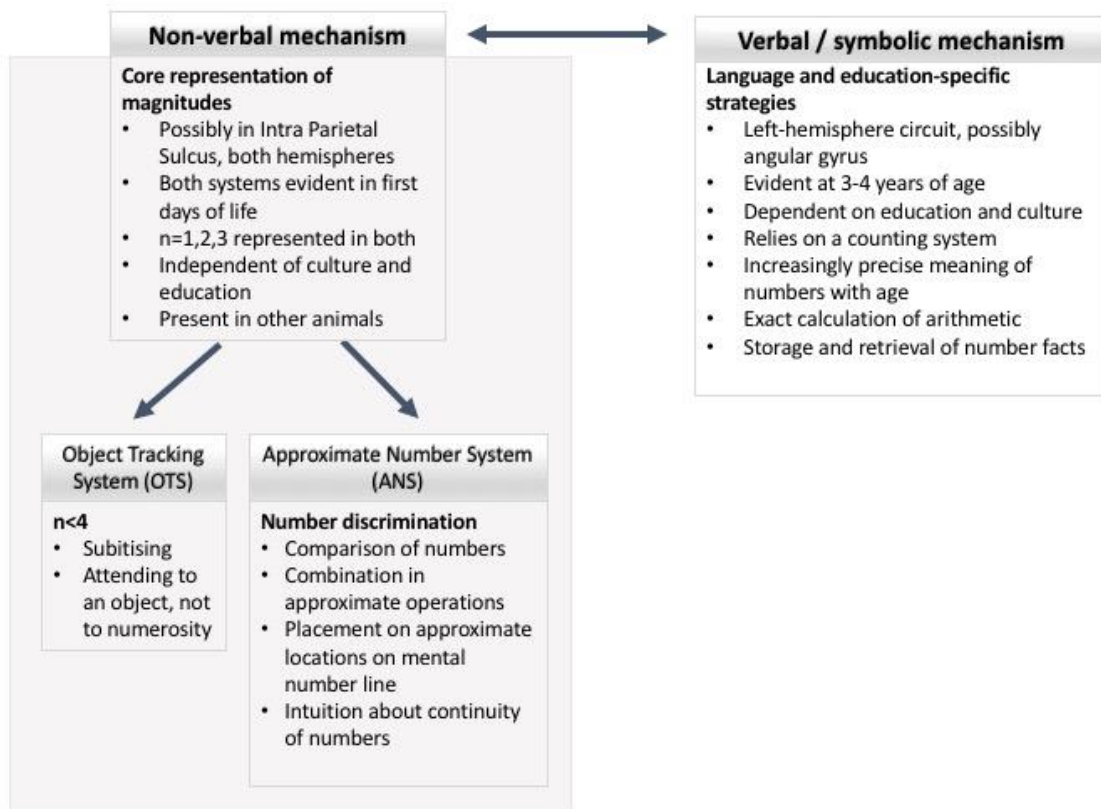 Non-verbal mechanism
Core representation of
magnitudes
• Possibly in Intra Parietal
Sulcus, both hemispheres
• Both systems evident in first
days of life
• n=1,2,3 represented in both
• Independent of culture and
education
• Present in other animals
Verbal / symbolic mechanism
Language and education-specific
strategies
• Left-hemisphere circuit, possibly
angular gyrus
• Evident at 3-4 years of age
• Dependent on education and culture
• Relies on a counting system
• Increasingly precise meaning of
numbers with age
• Exact calculation of arithmetic
• Storage and retrieval of number facts
Object Tracking
System (OTS)
n<4
• Subitising
• Attending to
an object, not
to numerosity
Approximate Number System
(ANS)
Number discrimination
• Comparison of numbers
• Combination in
approximate operations
• Placement on approximate
locations on mental
number line
• Intuition about continuity
of numbers